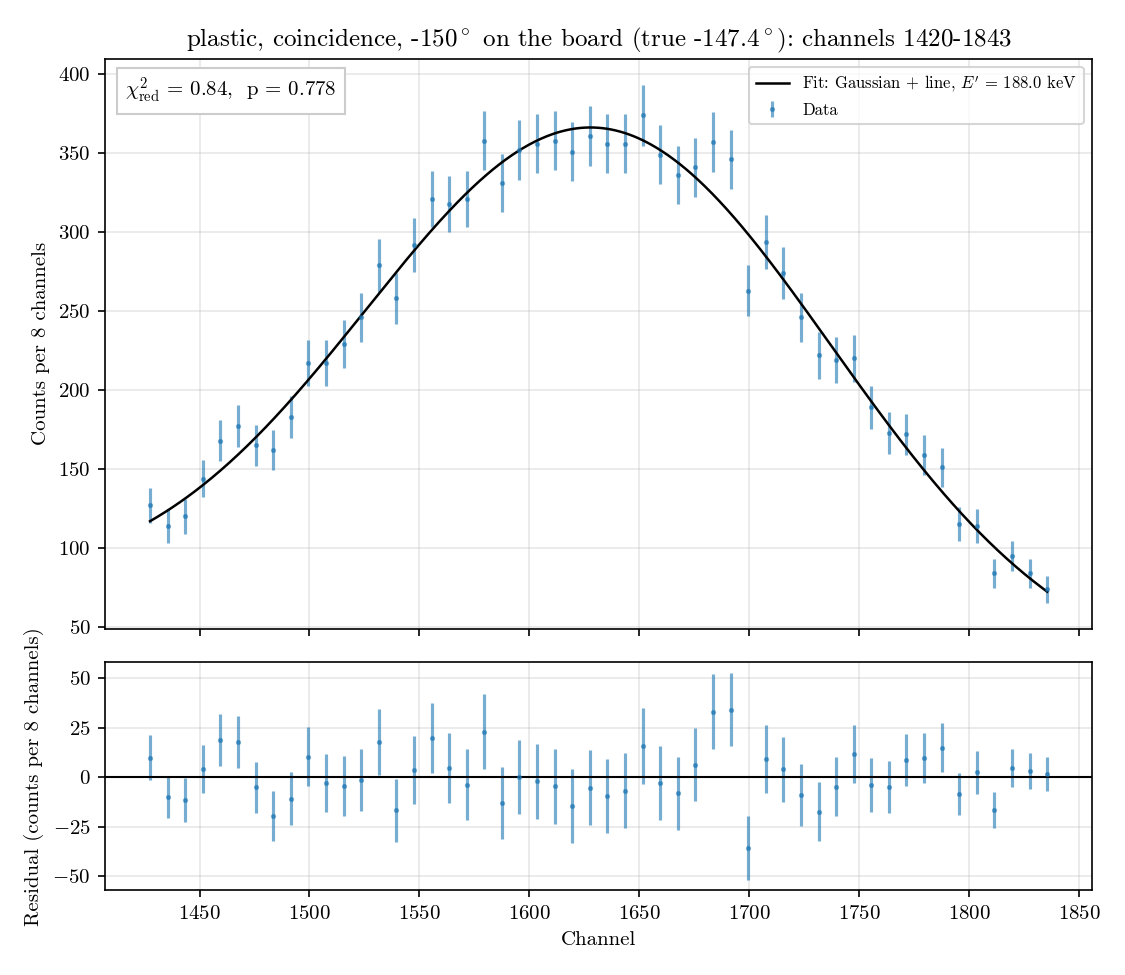 plastic, coincidence, -150° on the board (true -147.4°): channels 1420-1843
χ²red = 0.84, p = 0.778
Fit: Gaussian + line, E′ = 188.0 keV
Data
Counts per 8 channels
400
350
300
250
200
150
100
50
Residual (counts per 8 channels)
50
25
0
−25
−50
1450 1500 1550 1600 1650 1700 1750 1800 1850
Channel